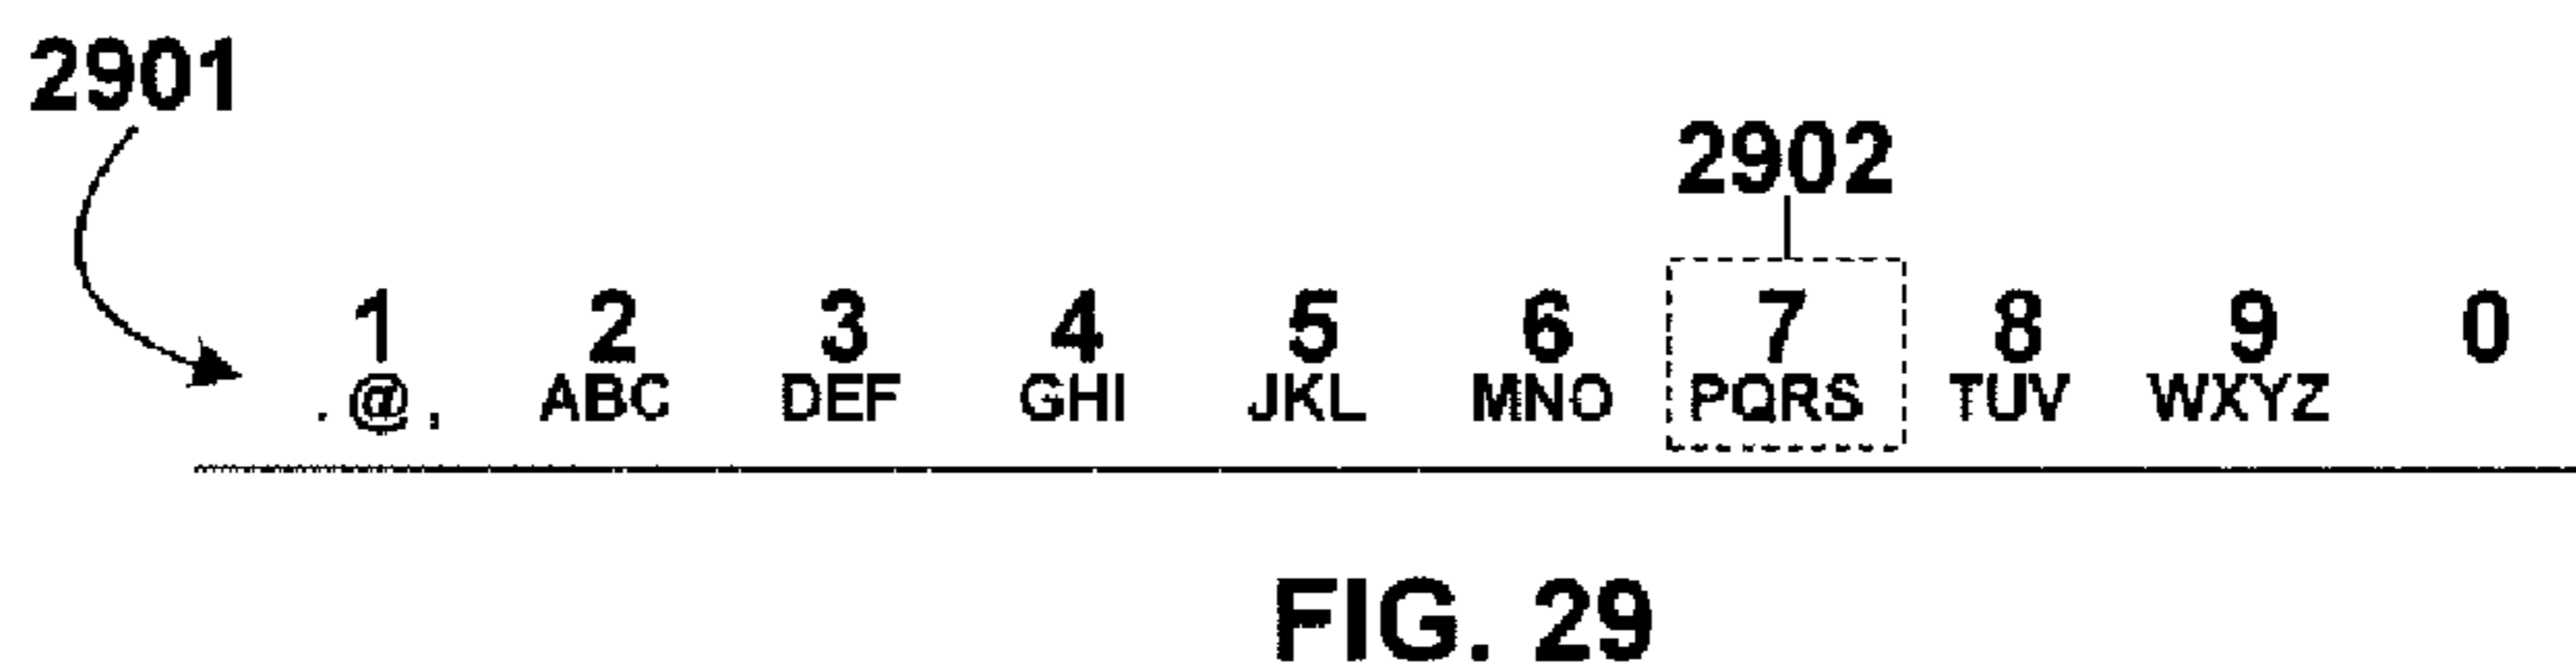 2901
2902
1 2 3 4 5 6 7 8 9 0
.@, ABC DEF GHI JKL MNO PQRS TUV WXYZ
FIG. 29